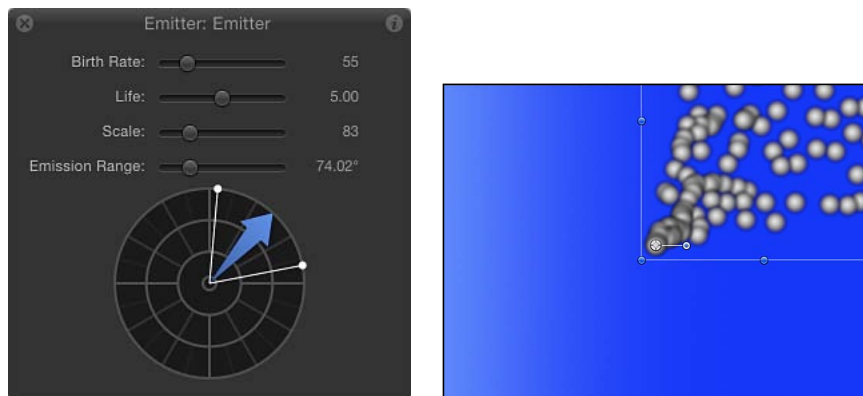 Emitter: Emitter
Birth Rate: 55
Life: 5.00
Scale: 83
Emission Range: 74.02°